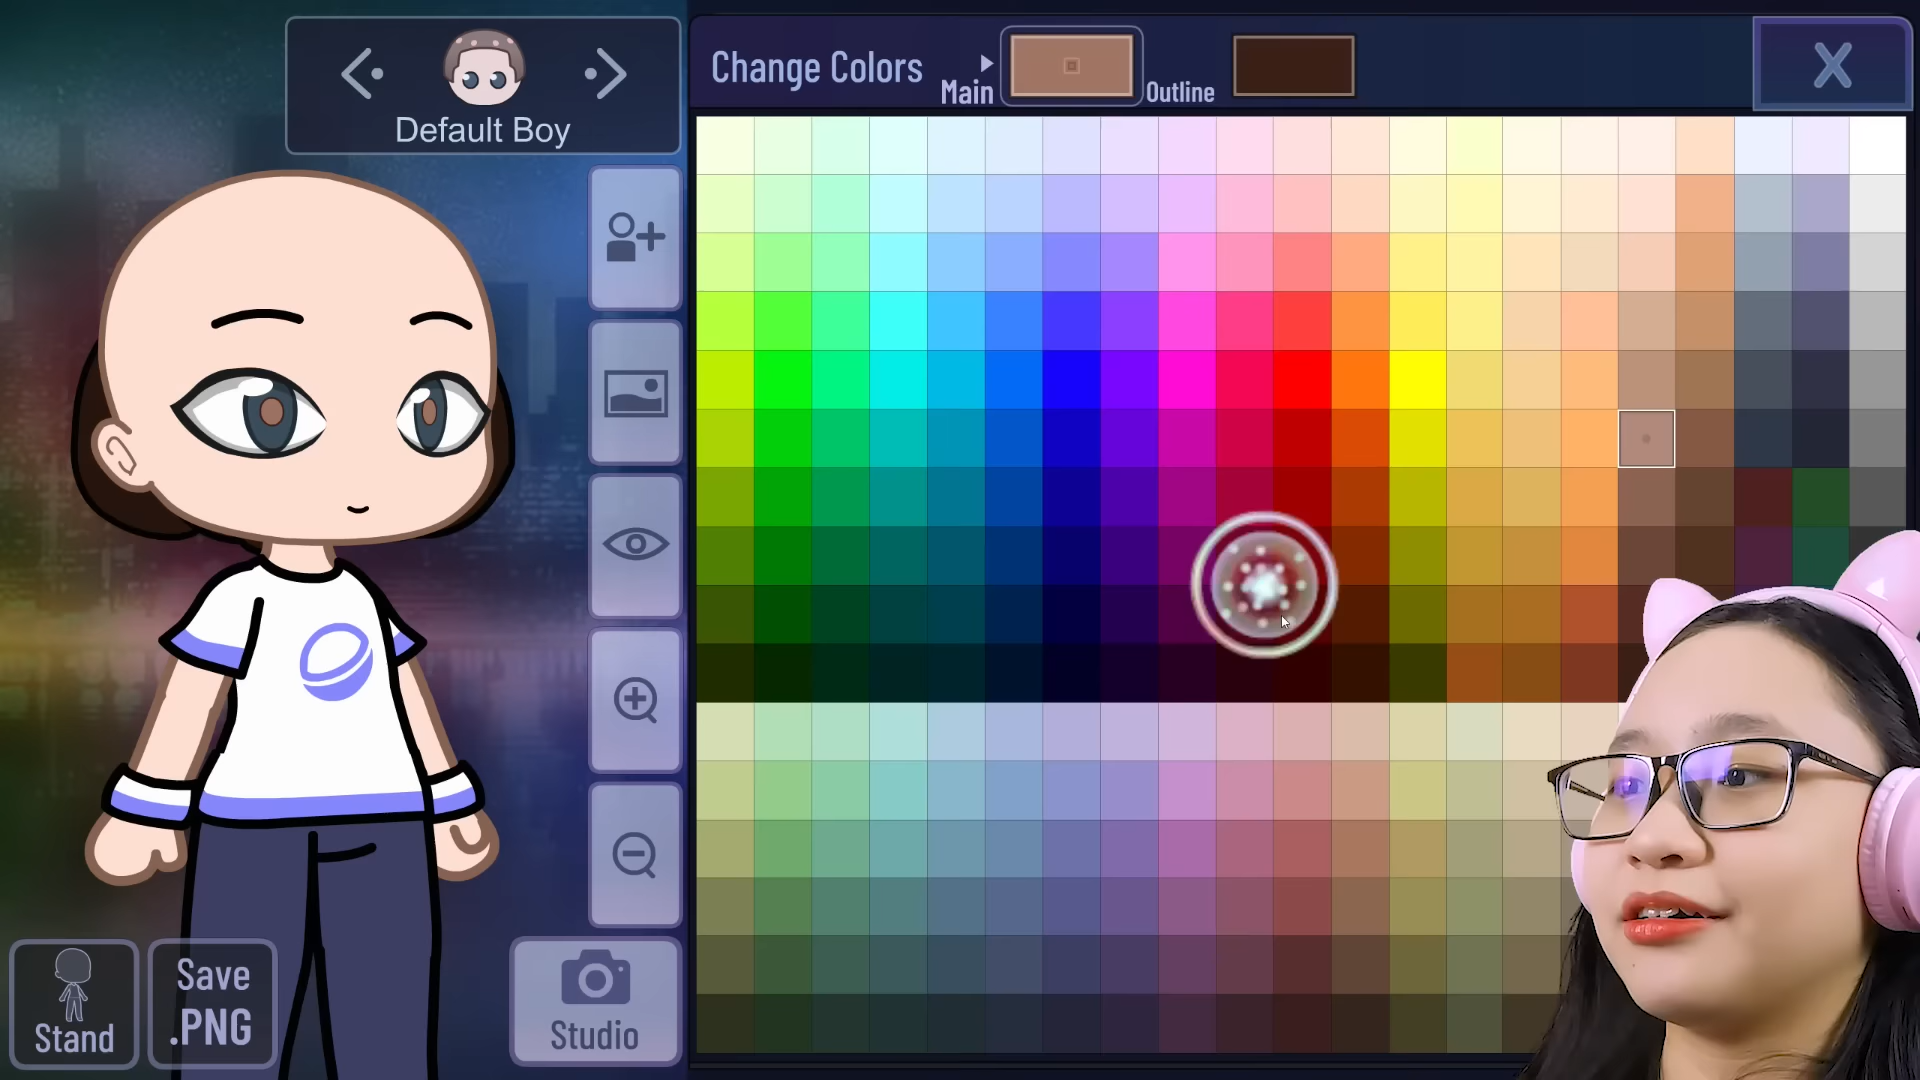 Default Boy
Change Colors
Main
Outline
X
Stand
Save
.PNG
Studio